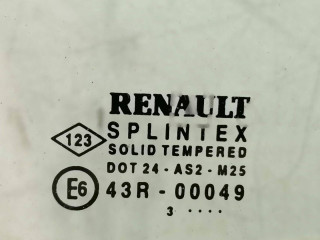 RENAULT
SPLINTEX
123 SOLID TEMPERED
DOT 24 - AS2 - M25
E6 43R - 00049
3 ....